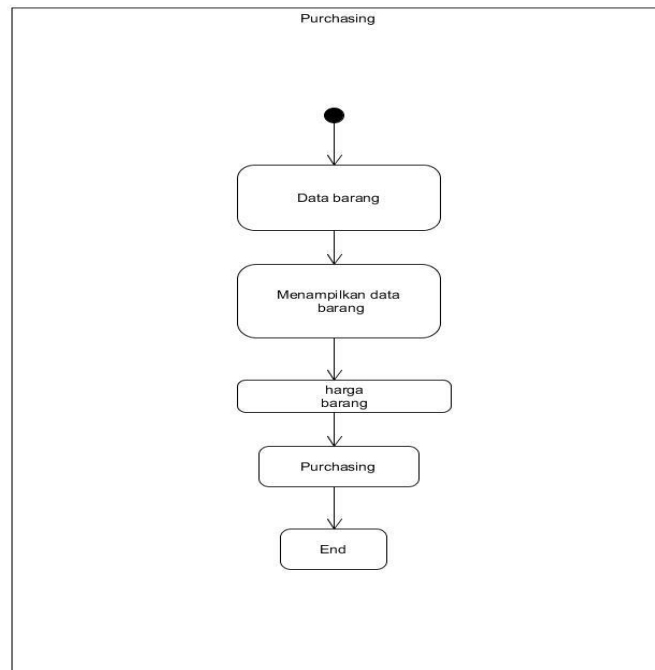 Purchasing
Data barang
Menampilkan data
barang
harga
barang
Purchasing
End